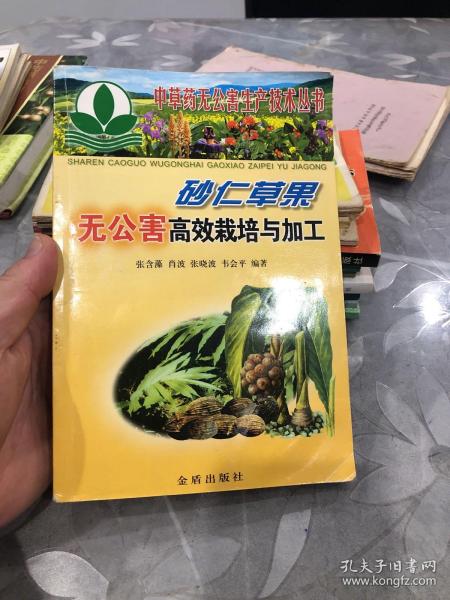 中草药无公害生产技术丛书
SHAREN CAOGUO WUGONGHAI GAOXIAO ZAIPEI YU JIAGONG
砂仁草果
无公害高效栽培与加工
张含藻 肖波 张晓波 韦会平 编著
金盾出版社
孔夫子旧书网
www.kongfz.com